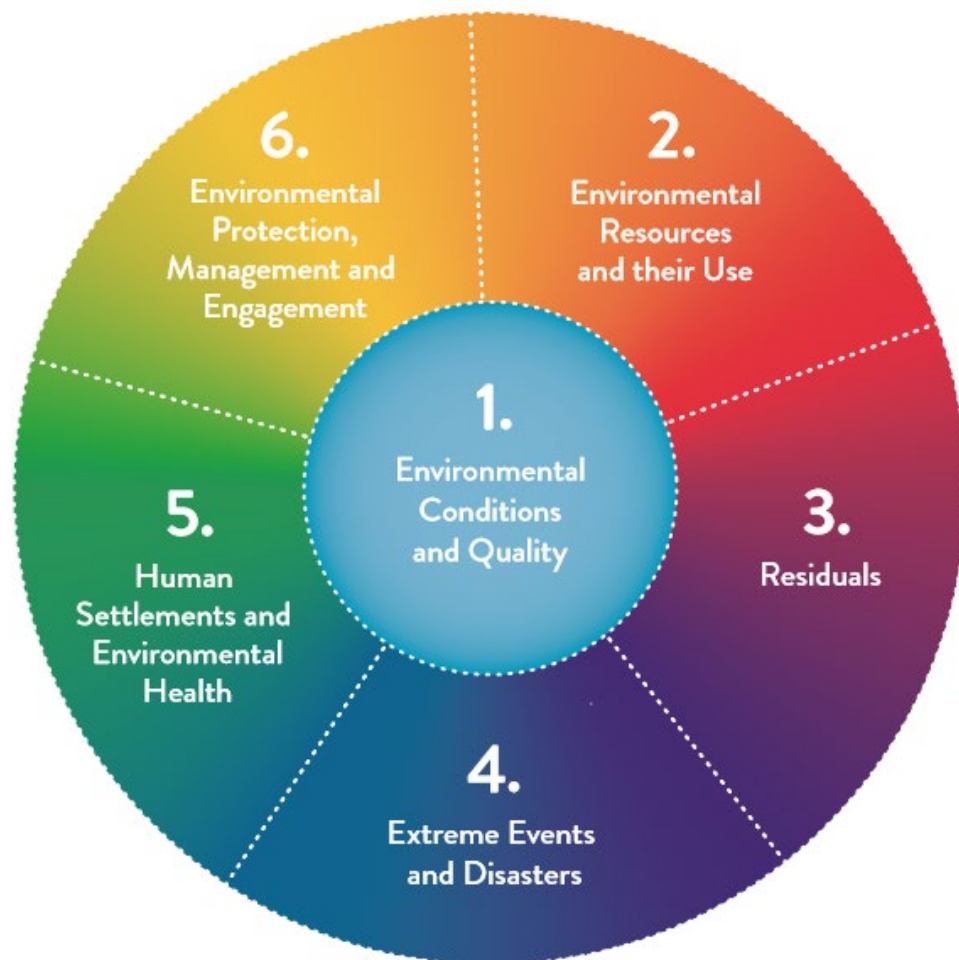 1.
Environmental
Conditions
and Quality
2.
Environmental
Resources
and their Use
3.
Residuals
4.
Extreme Events
and Disasters
5.
Human
Settlements and
Environmental
Health
6.
Environmental
Protection,
Management and
Engagement